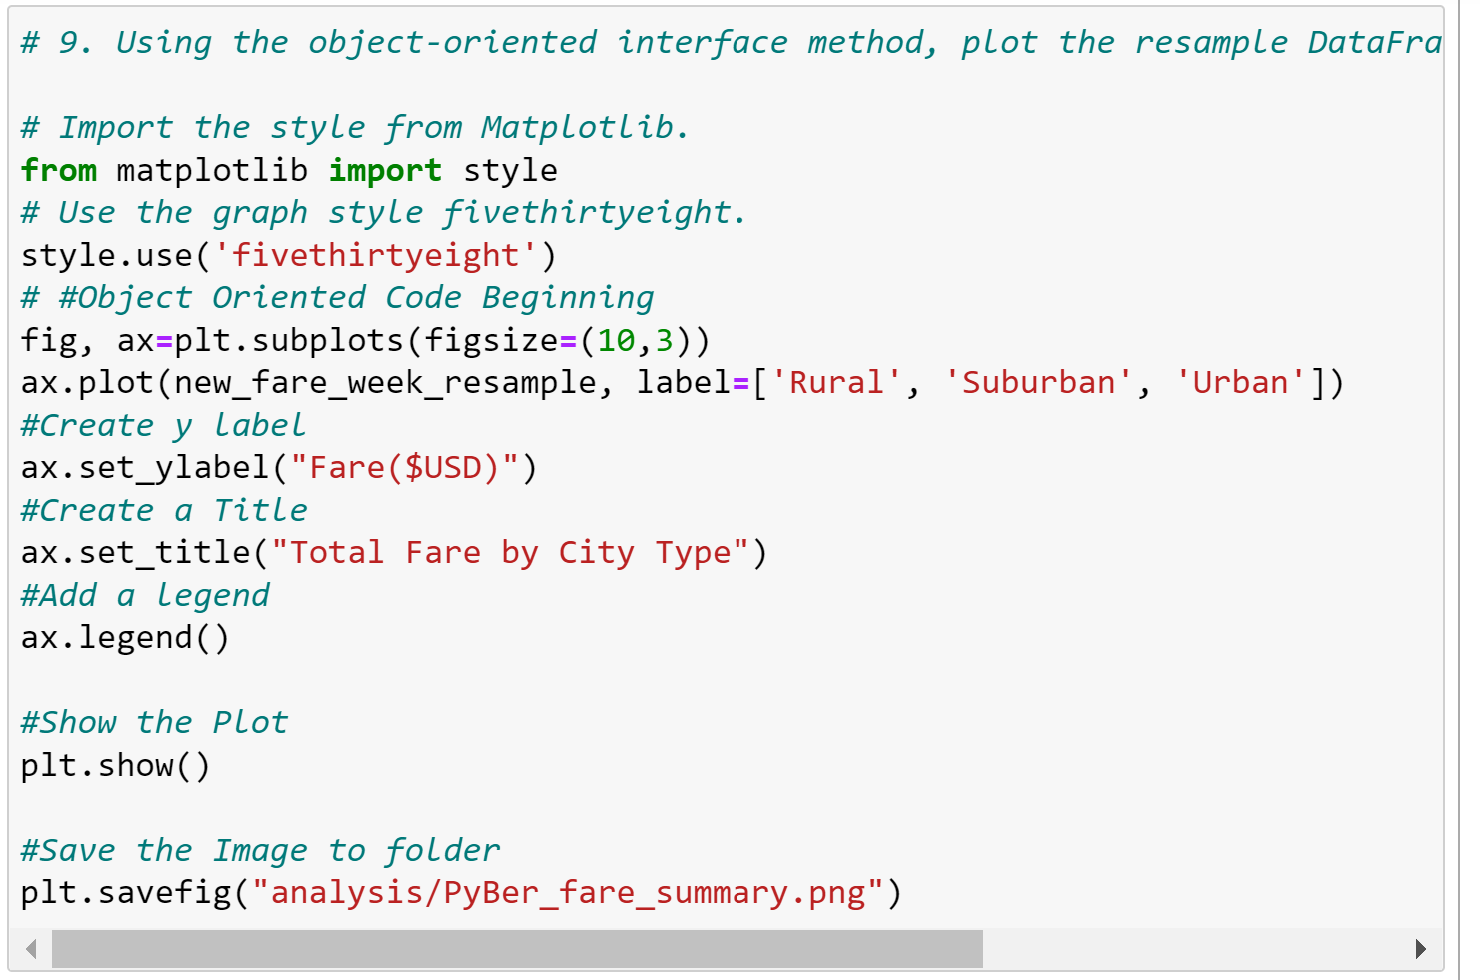 # 9. Using the object-oriented interface method, plot the resample DataFra
# Import the style from Matplotlib.
from matplotlib import style
# Use the graph style fivethirtyeight.
style.use('fivethirtyeight')
# #Object Oriented Code Beginning
fig, ax=plt.subplots(figsize=(10,3))
ax.plot(new_fare_week_resample, label=['Rural', 'Suburban', 'Urban'])
#Create y label
ax.set_ylabel("Fare($USD)")
#Create a Title
ax.set_title("Total Fare by City Type")
#Add a legend
ax.legend()
#Show the Plot
plt.show()
#Save the Image to folder
plt.savefig("analysis/PyBer_fare_summary.png")